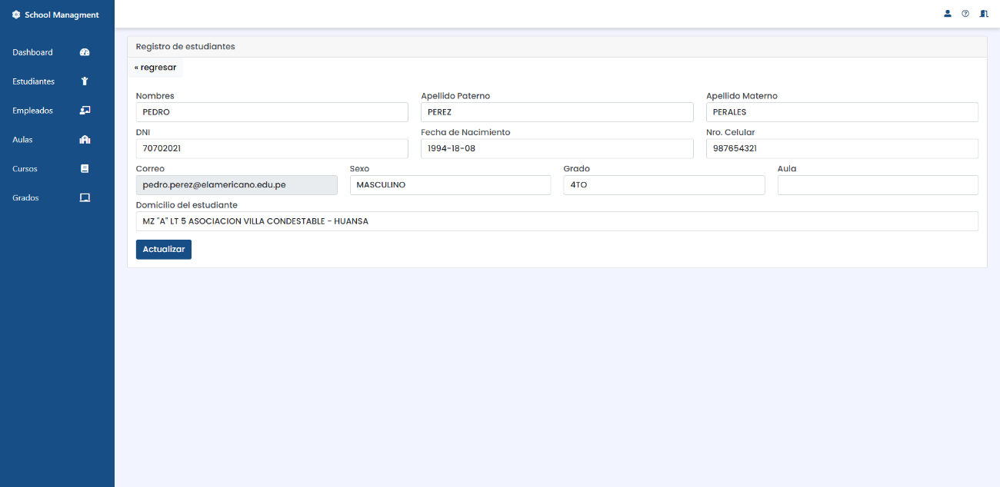 School Managment
Dashboard
Estudiantes
Empleados
Aulas
Cursos
Grados
Registro de estudiantes
« regresar
Nombres Apellido Paterno Apellido Materno
PEDRO PEREZ PERALES
DNI Fecha de Nacimiento Nro. Celular
70702021 1994-18-08 987654321
Correo Sexo Grado Aula
pedro.perez@elamericano.edu.pe MASCULINO 4TO
Domicilio del estudiante
MZ "A" LT 5 ASOCIACION VILLA CONDESTABLE - HUANSA
Actualizar